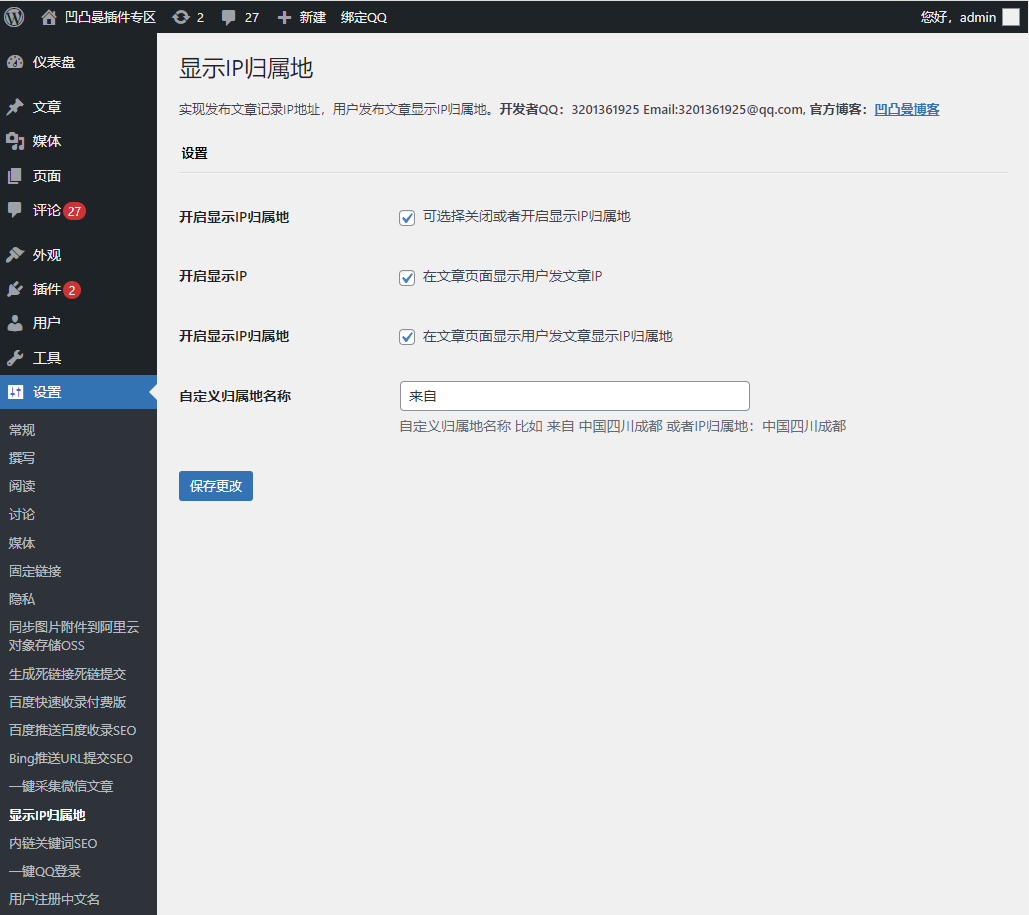 凹凸曼插件专区 2 27 新建 绑定QQ 您好，admin
仪表盘
文章
媒体
页面
评论 27
外观
插件 2
用户
工具
设置
常规
撰写
阅读
讨论
媒体
固定链接
隐私
同步图片附件到阿里云
对象存储OSS
生成死链接死链提交
百度快速收录付费版
百度推送百度收录SEO
Bing推送URL提交SEO
一键采集微信文章
显示IP归属地
内链关键词SEO
一键QQ登录
用户注册中文名
显示IP归属地
实现发布文章记录IP地址，用户发布文章显示IP归属地。开发者QQ：3201361925 Email:3201361925@qq.com, 官方博客：凹凸曼博客
设置
开启显示IP归属地 可选择关闭或者开启显示IP归属地
开启显示IP 在文章页面显示用户发文章IP
开启显示IP归属地 在文章页面显示用户发文章显示IP归属地
自定义归属地名称 来自
自定义归属地名称 比如 来自 中国四川成都 或者IP归属地：中国四川成都
保存更改